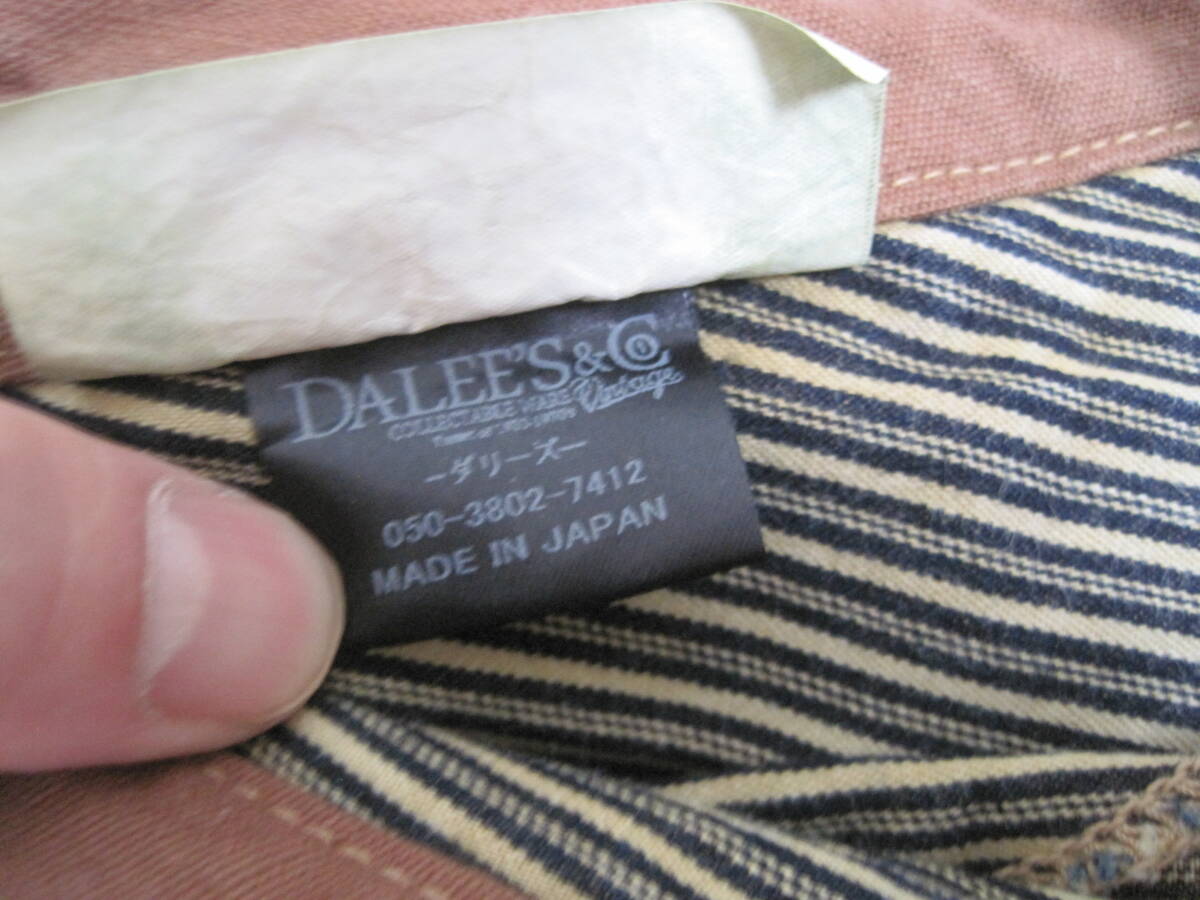 DALEE'S & Co
COLLECTABLE WARE Vintage
-ダリーズ-
050-3802-7412
MADE IN JAPAN